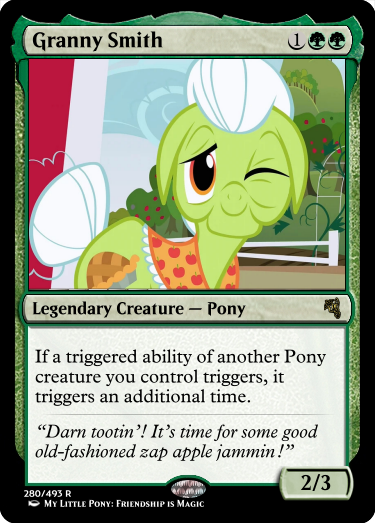 Granny Smith 1
Legendary Creature — Pony
If a triggered ability of another Pony
creature you control triggers, it
triggers an additional time.
“Darn tootin’! It’s time for some good
old-fashioned zap apple jammin!”
2/3
280/493 R
My Little Pony: Friendship is Magic